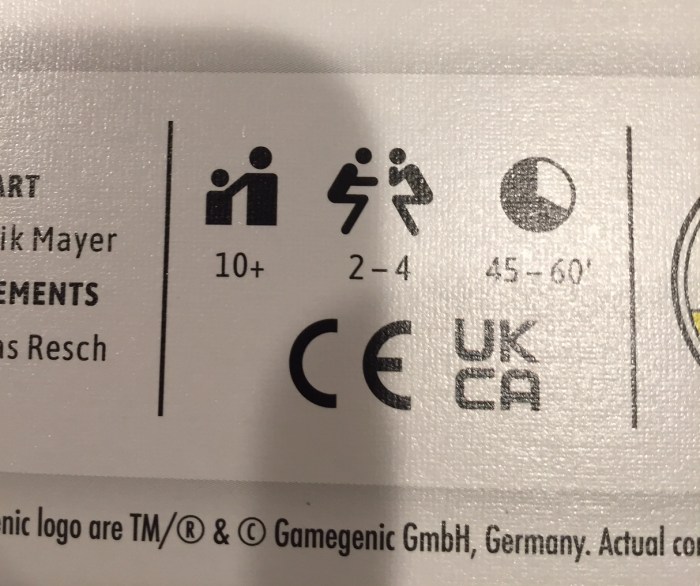 ART
ik Mayer
EMENTS
as Resch
10+
2 – 4
45 – 60'
CE
UK
CA
enic logo are TM/® & © Gamegenic GmbH, Germany. Actual co